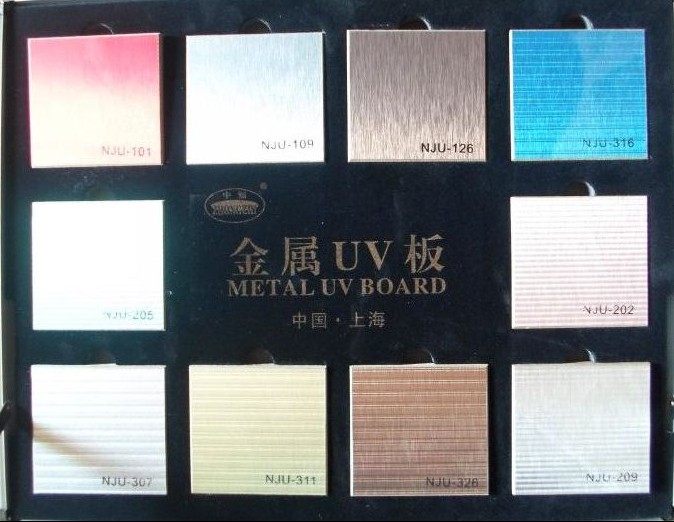 NJU-101
NJU-109
NJU-126
NJU-316
®
金属UV板
METAL UV BOARD
中国·上海
NJU-205
NJU-202
NJU-307
NJU-311
NJU-326
NJU-209